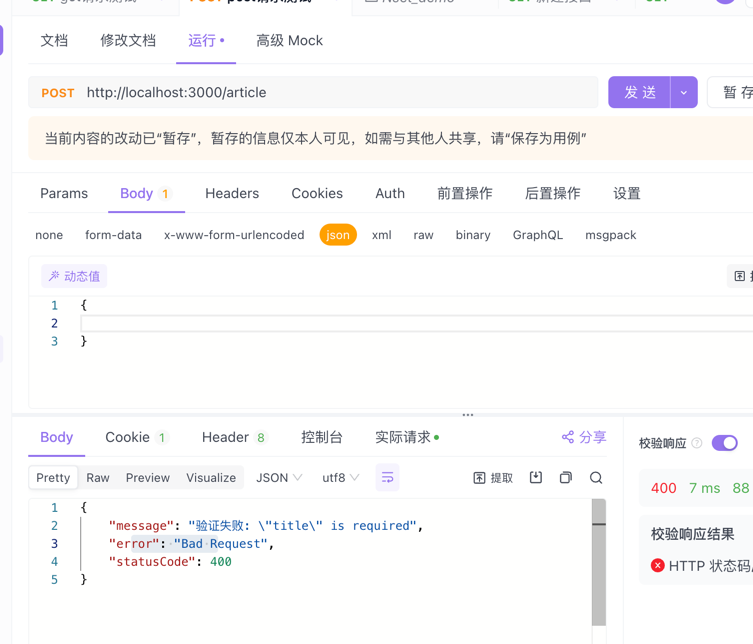 Nest_demo
文档 修改文档 运行 高级 Mock
POST http://localhost:3000/article 发 送 暂 存
当前内容的改动已“暂存”，暂存的信息仅本人可见，如需与其他人共享，请“保存为用例”
Params Body 1 Headers Cookies Auth 前置操作 后置操作 设置
none form-data x-www-form-urlencoded json xml raw binary GraphQL msgpack
动态值
1 {
2
3 }
Body Cookie 1 Header 8 控制台 实际请求 分享 校验响应
Pretty Raw Preview Visualize JSON utf8 提取
400 7 ms 88
1 {
2 "message": "验证失败: \"title\" is required",
3 "error": "Bad Request",
4 "statusCode": 400
5 }
校验响应结果
HTTP 状态码